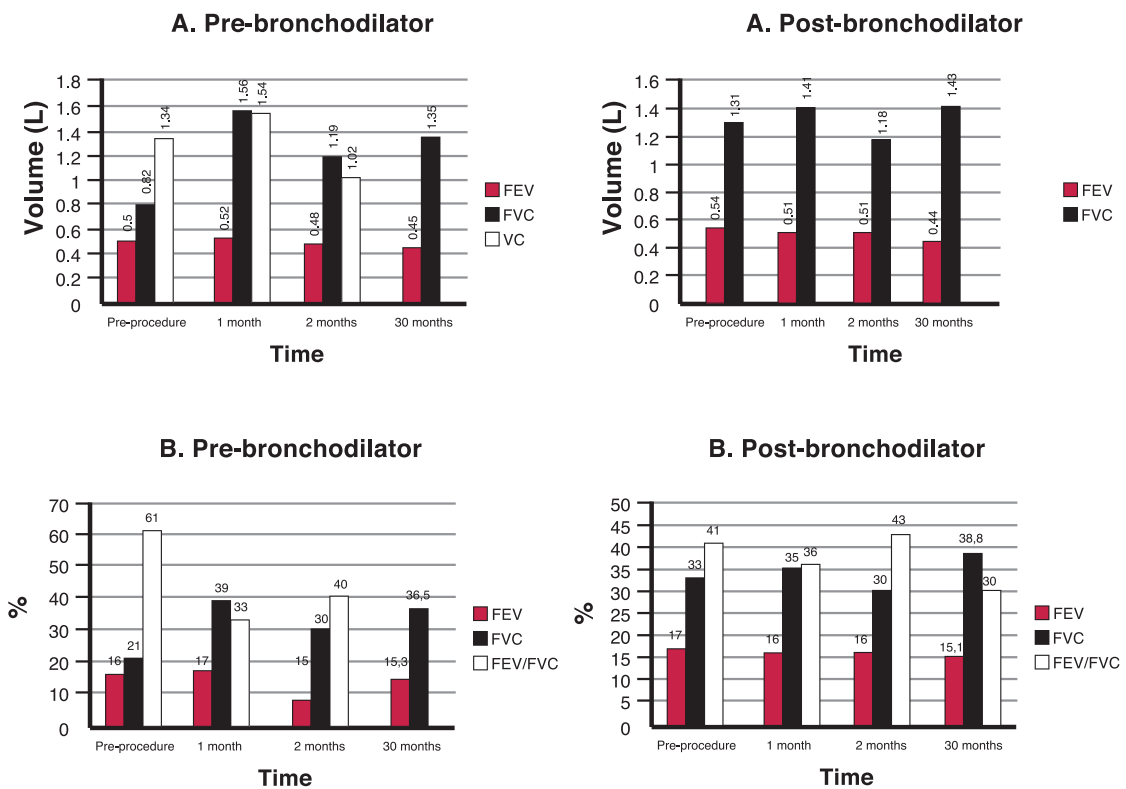 A. Pre-bronchodilator
Volume (L)
1.8
1.6
1.4
1.2
1
0.8
0.6
0.4
0.2
0
0.5
0.82
1.34
0.52
1.56
1.54
0.48
1.19
1.02
0.45
1.35
Pre-procedure
1 month
2 months
30 months
Time
FEV
FVC
VC
A. Post-bronchodilator
Volume (L)
1.6
1.4
1.2
1
0.8
0.6
0.4
0.2
0
0.54
1.31
0.51
1.41
0.51
1.18
0.44
1.43
Pre-procedure
1 month
2 months
30 months
Time
FEV
FVC
B. Pre-bronchodilator
%
70
60
50
40
30
20
10
0
16
21
61
17
39
33
15
30
40
15,3
36,5
Pre-procedure
1 month
2 months
30 months
Time
FEV
FVC
FEV/FVC
B. Post-bronchodilator
%
50
45
40
35
30
25
20
15
10
5
0
17
33
41
16
35
36
16
30
43
15,1
38,8
30
Pre-procedure
1 month
2 months
30 months
Time
FEV
FVC
FEV/FVC